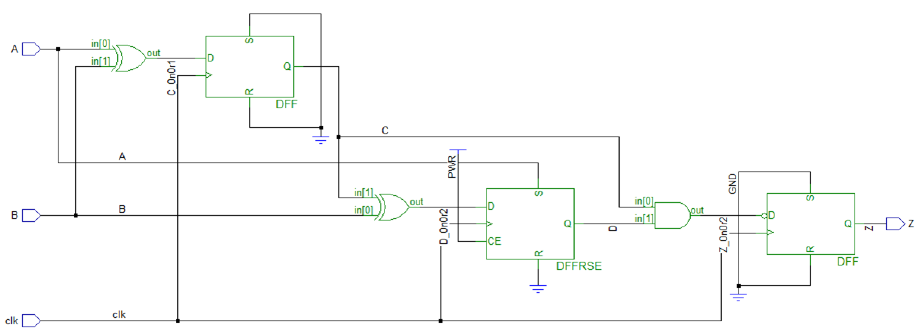 S
A
in[0]
in[1]
out
D
Q
C_0n0r1
R
DFF
C
A
PWR
S
in[1]
in[0]
out
D
Q
CE
D_0n0r2
R
DFFRSE
B
B
in[0]
in[1]
out
D
GND
S
D
Q
Z_0n0r2
R
DFF
Z
Z
clk
clk